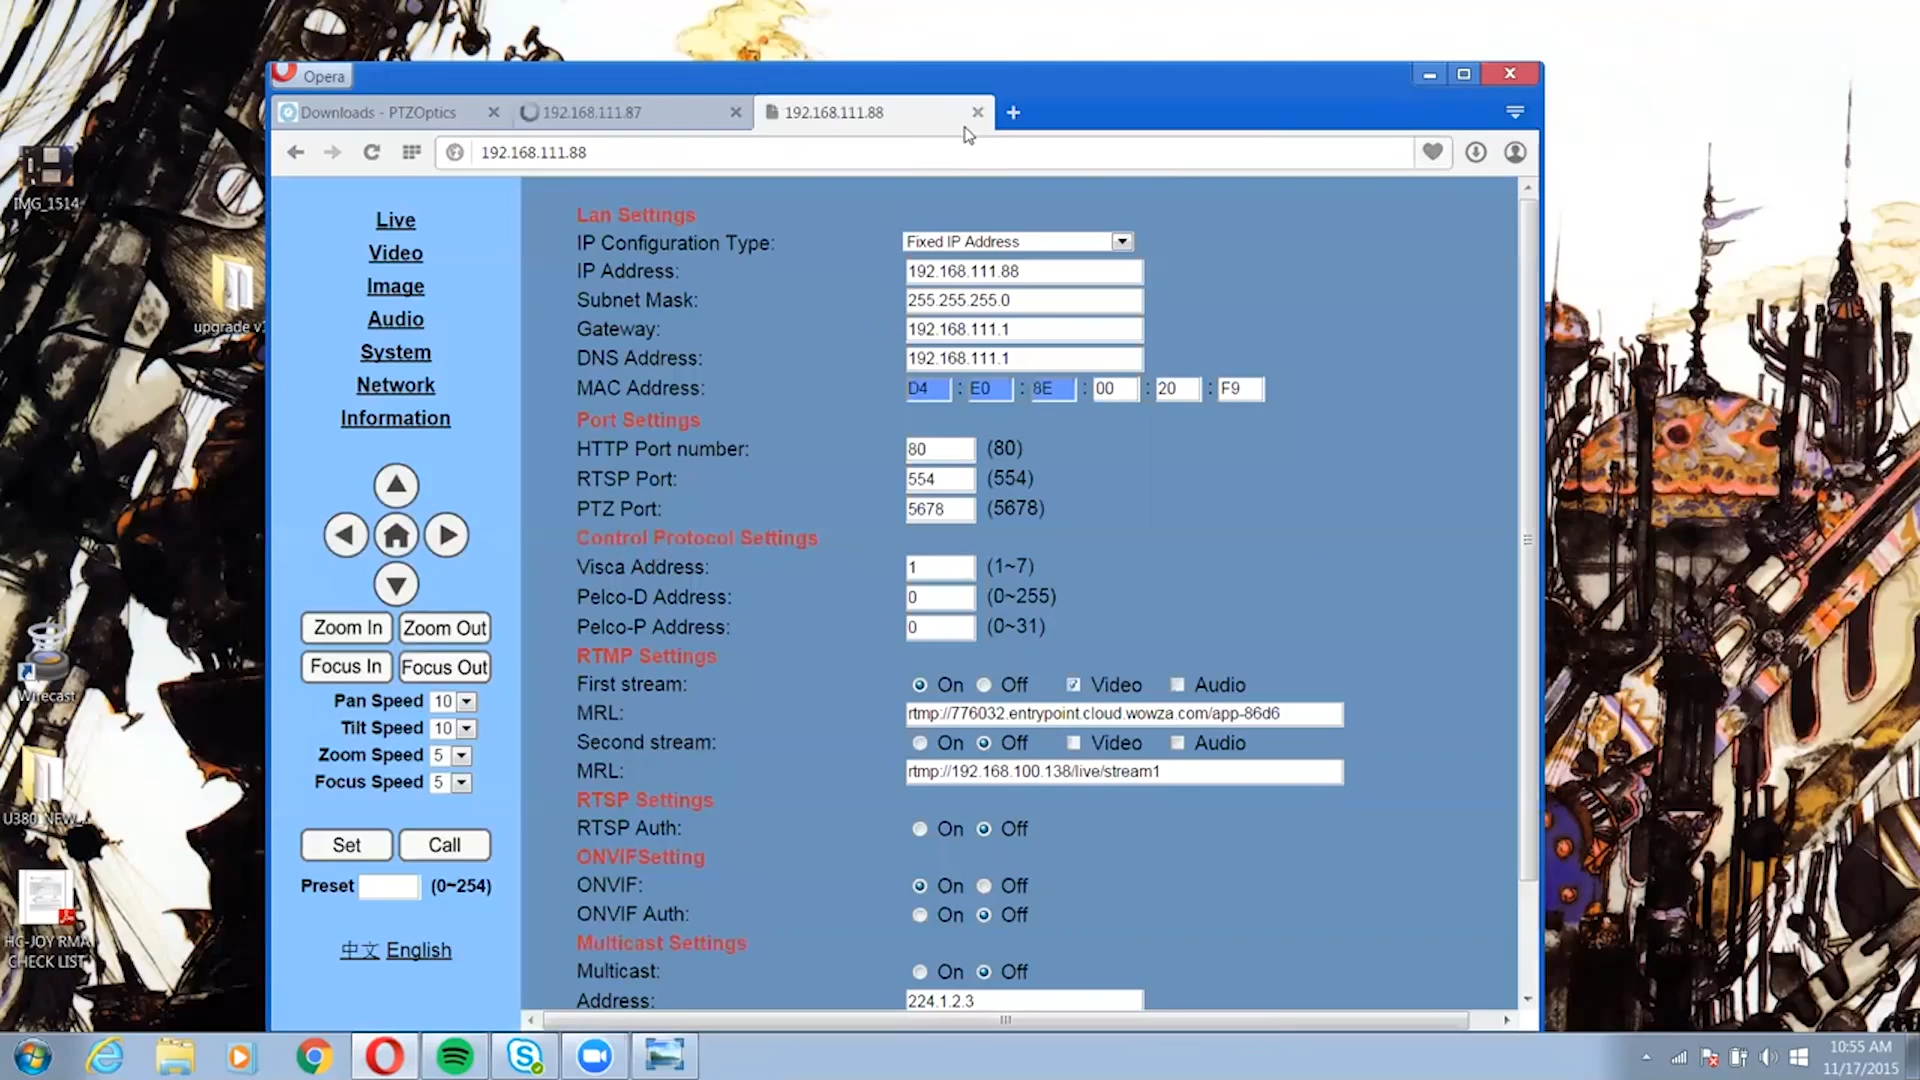 Opera
Downloads - PTZOptics
192.168.111.87
192.168.111.88
192.168.111.88
IMG_1514
upgrade
Wirecast
U380_NEW_...
HC-JOY RMA
CHECK LIST
Live
Video
Image
Audio
System
Network
Information
Zoom In Zoom Out
Focus In Focus Out
Pan Speed 10
Tilt Speed 10
Zoom Speed 5
Focus Speed 5
Set Call
Preset (0~254)
中文 English
Lan Settings
IP Configuration Type: Fixed IP Address
IP Address: 192.168.111.88
Subnet Mask: 255.255.255.0
Gateway: 192.168.111.1
DNS Address: 192.168.111.1
MAC Address: D4 : E0 : 8E : 00 : 20 : F9
Port Settings
HTTP Port number: 80 (80)
RTSP Port: 554 (554)
PTZ Port: 5678 (5678)
Control Protocol Settings
Visca Address: 1 (1~7)
Pelco-D Address: 0 (0~255)
Pelco-P Address: 0 (0~31)
RTMP Settings
First stream: On Off Video Audio
MRL: rtmp://776032.entrypoint.cloud.wowza.com/app-86d6
Second stream: On Off Video Audio
MRL: rtmp://192.168.100.138/live/stream1
RTSP Settings
RTSP Auth: On Off
ONVIFSetting
ONVIF: On Off
ONVIF Auth: On Off
Multicast Settings
Multicast: On Off
Address: 224.1.2.3
10:55 AM
11/17/2015